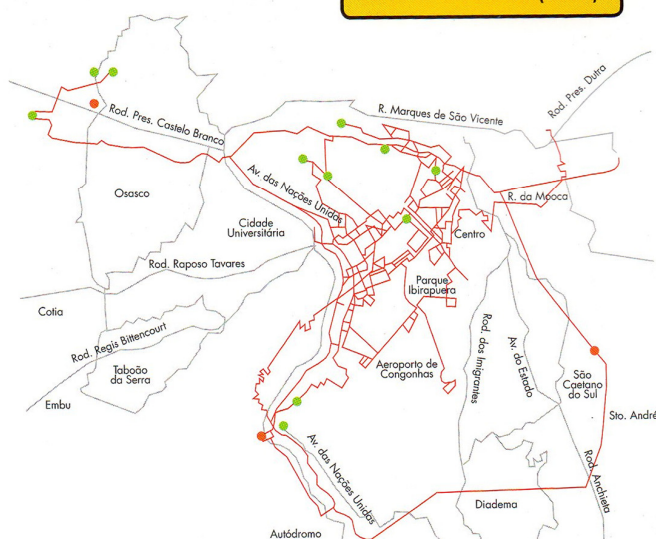 R. Marques de São Vicente
Rod. Pres. Dutra
Rod. Pres. Castelo Branco
Av. das Nações Unidas
Osasco
R. da Mooca
Cidade
Universitária
Centro
Rod. Raposo Tavares
Parque
Ibirapuera
Cotia
Rod. Regis Bittencourt
Taboão
da Serra
Embu
Aeroporto de
Congonhas
Rod. dos Imigrantes
Av. do Estado
São
Caetano
do Sul
Sto. André
Av. das Nações Unidas
Rod. Anchieta
Diadema
Autódromo